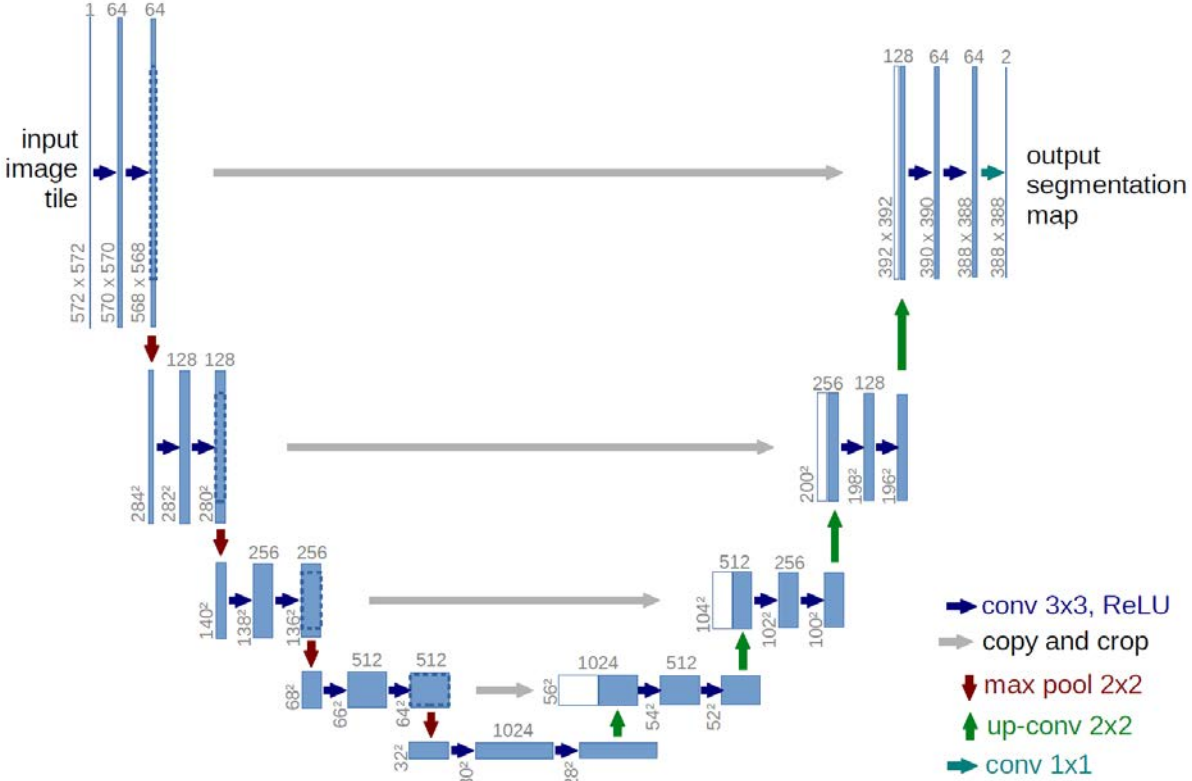 1 64 64
128 64 64 2
input
image
tile
output
segmentation
map
572 x 572
570 x 570
568 x 568
392 x 392
390 x 390
388 x 388
388 x 388
128 128
256 128
284²
282²
280²
200²
198²
196²
256 256
512 256
140²
138²
136²
104²
102²
100²
conv 3x3, ReLU
copy and crop
max pool 2x2
up-conv 2x2
conv 1x1
512 512
1024 512
68²
66²
64²
56²
54²
52²
1024
32²